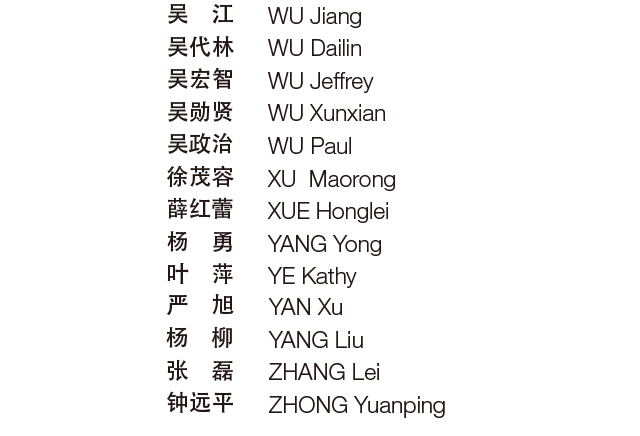 吴　江 WU Jiang
吴代林 WU Dailin
吴宏智 WU Jeffrey
吴勋贤 WU Xunxian
吴政治 WU Paul
徐茂容 XU  Maorong
薛红蕾 XUE Honglei
杨　勇 YANG Yong
叶　萍 YE Kathy
严　旭 YAN Xu
杨　柳 YANG Liu
张　磊 ZHANG Lei
钟远平 ZHONG Yuanping